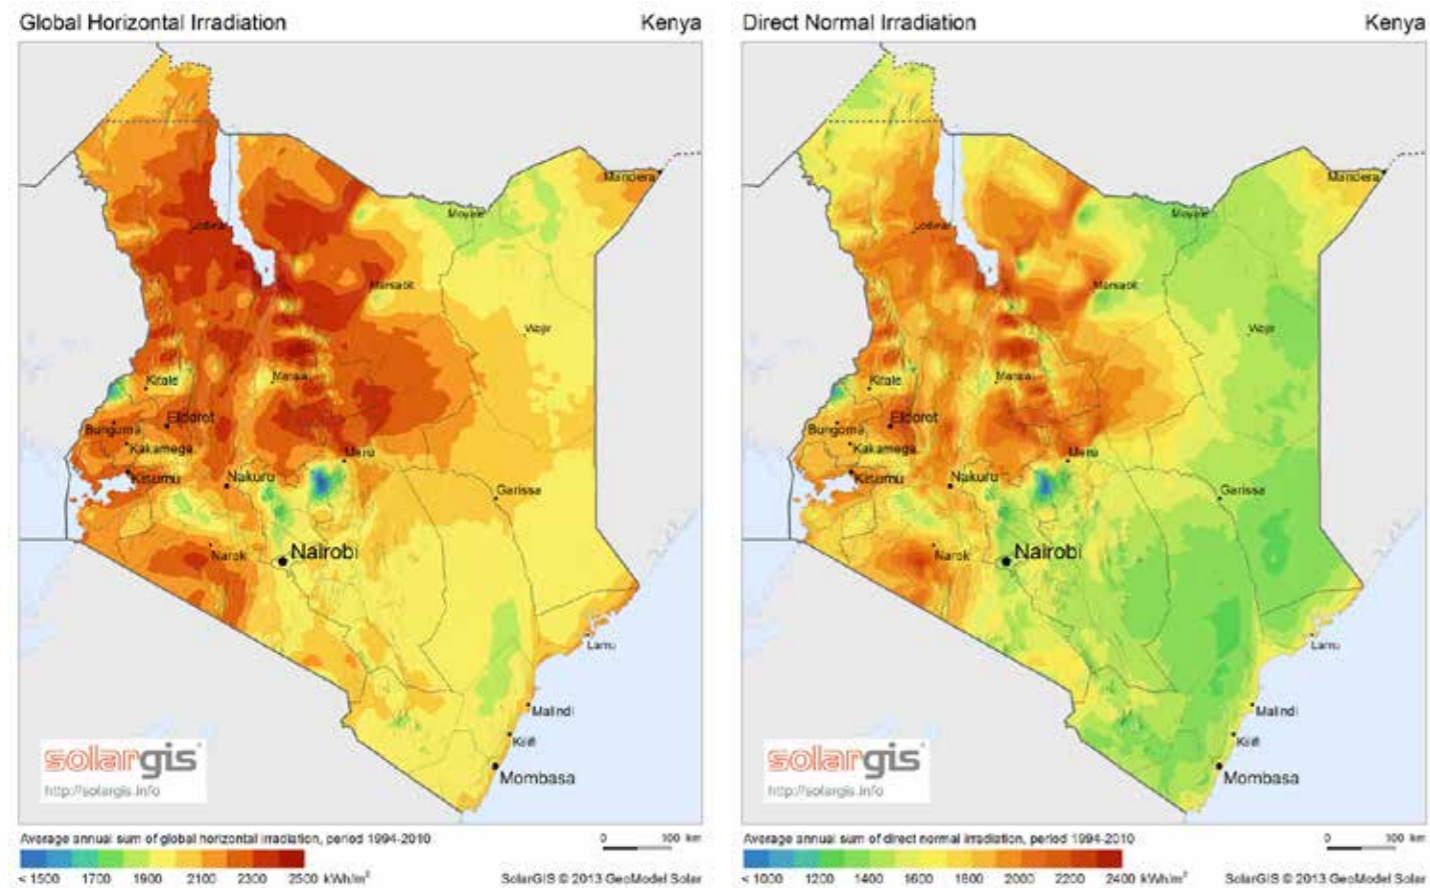 Global Horizontal Irradiation Kenya
Mandera
Moyale
Lodwar
Marsabit
Wajir
Kitale
Maralal
Eldoret
Bungoma
Kakamega
Meru
Kisumu
Nakuru
Garissa
Narok
Nairobi
Lamu
Malindi
Kilifi
Mombasa
solargis
http://solargis.info
Average annual sum of global horizontal irradiation, period 1994-2010
0 100 km
< 1500 1700 1900 2100 2300 2500 kWh/m²
SolarGIS © 2013 GeoModel Solar
Direct Normal Irradiation Kenya
Mandera
Moyale
Lodwar
Marsabit
Wajir
Kitale
Maralal
Eldoret
Bungoma
Kakamega
Meru
Kisumu
Nakuru
Garissa
Narok
Nairobi
Lamu
Malindi
Kilifi
Mombasa
solargis
http://solargis.info
Average annual sum of direct normal irradiation, period 1994-2010
0 100 km
< 1000 1200 1400 1600 1800 2000 2200 2400 kWh/m²
SolarGIS © 2013 GeoModel Solar